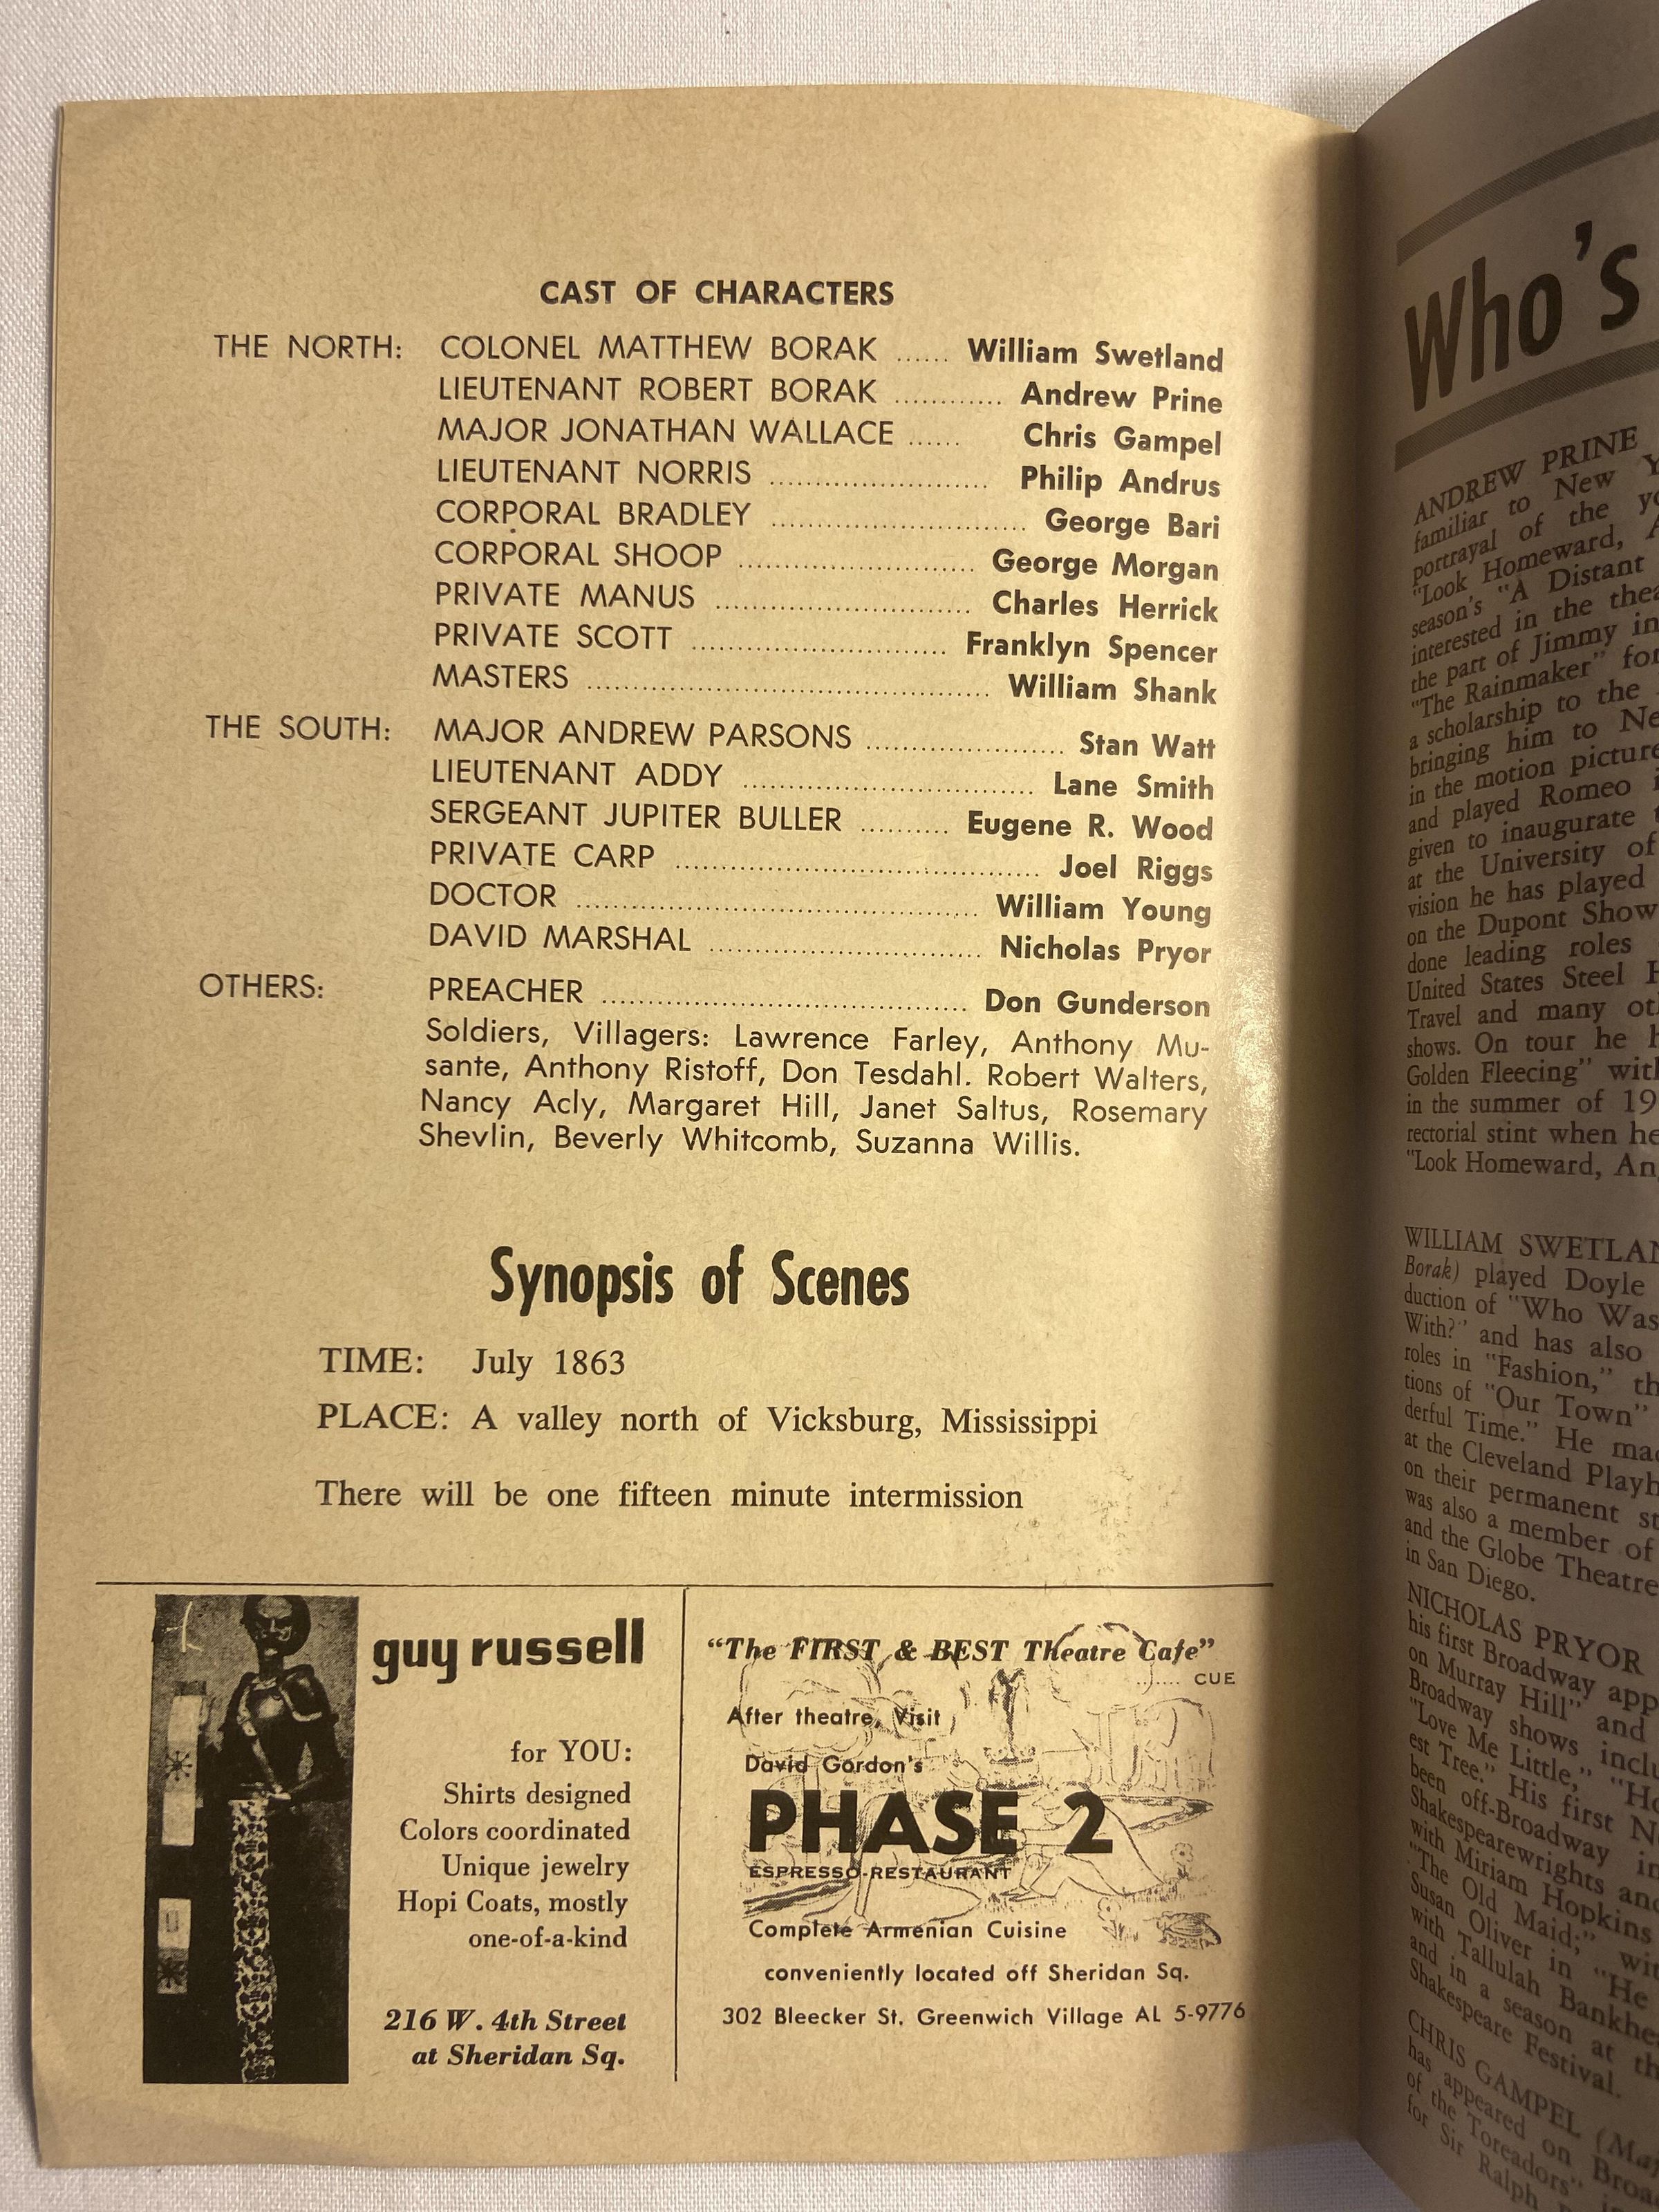 CAST OF CHARACTERS
THE NORTH: COLONEL MATTHEW BORAK ...... William Swetland
LIEUTENANT ROBERT BORAK ............ Andrew Prine
MAJOR JONATHAN WALLACE ...... Chris Gampel
LIEUTENANT NORRIS ........................ Philip Andrus
CORPORAL BRADLEY ............................ George Bari
CORPORAL SHOOP .......................... George Morgan
PRIVATE MANUS ............................ Charles Herrick
PRIVATE SCOTT ............................ Franklyn Spencer
MASTERS ............................................ William Shank
THE SOUTH: MAJOR ANDREW PARSONS ...................... Stan Watt
LIEUTENANT ADDY ................................ Lane Smith
SERGEANT JUPITER BULLER .......... Eugene R. Wood
PRIVATE CARP ........................................ Joel Riggs
DOCTOR ............................................ William Young
DAVID MARSHAL .............................. Nicholas Pryor
OTHERS: PREACHER ........................................ Don Gunderson
Soldiers, Villagers: Lawrence Farley, Anthony Mu-
sante, Anthony Ristoff, Don Tesdahl. Robert Walters,
Nancy Acly, Margaret Hill, Janet Saltus, Rosemary
Shevlin, Beverly Whitcomb, Suzanna Willis.
Synopsis of Scenes
TIME: July 1863
PLACE: A valley north of Vicksburg, Mississippi
There will be one fifteen minute intermission
guy russell
for YOU:
Shirts designed
Colors coordinated
Unique jewelry
Hopi Coats, mostly
one-of-a-kind
216 W. 4th Street
at Sheridan Sq.
"The FIRST & BEST Theatre Cafe"
........ CUE
After theatre, Visit
David Gordon's
PHASE 2
ESPRESSO-RESTAURANT
Complete Armenian Cuisine
conveniently located off Sheridan Sq.
302 Bleecker St. Greenwich Village AL 5-9776
Who's
ANDREW PRINE
familiar to New
portrayal of the
"Look Homeward,
season's "A Distant
interested in the
the part of Jimmy in
"The Rainmaker" for
a scholarship to the
bringing him to
in the motion
and played Romeo
given to inaugurate
at the University of
vision he has played
on the Dupont Show
done leading roles
United States Steel
Travel and many
shows. On tour he
Golden Fleecing"
in the summer of 19
rectorial stint when
"Look Homeward, An
WILLIAM SWETLAN
Borak) played Doyle
duction of "Who Was
With?" and has also
roles in "Fashion,"
tions of "Our Town"
derful Time." He
at the Cleveland
on their permanent
was also a member of
and the Globe Theatre
in San Diego.
NICHOLAS PRYOR
his first Broadway
on Murray Hill" and
Broadway shows
"Love Me Little,"
est Tree." His first
been off-Broadway
Shakespearewrights
with Miriam Hopkins
"The Old Maid;"
Susan Oliver in "He
with Tallulah
and in a season at
Shakespeare Festival.
CHRIS GAMPEL
has appeared on
of the Toreadors"
for Sir Ralph